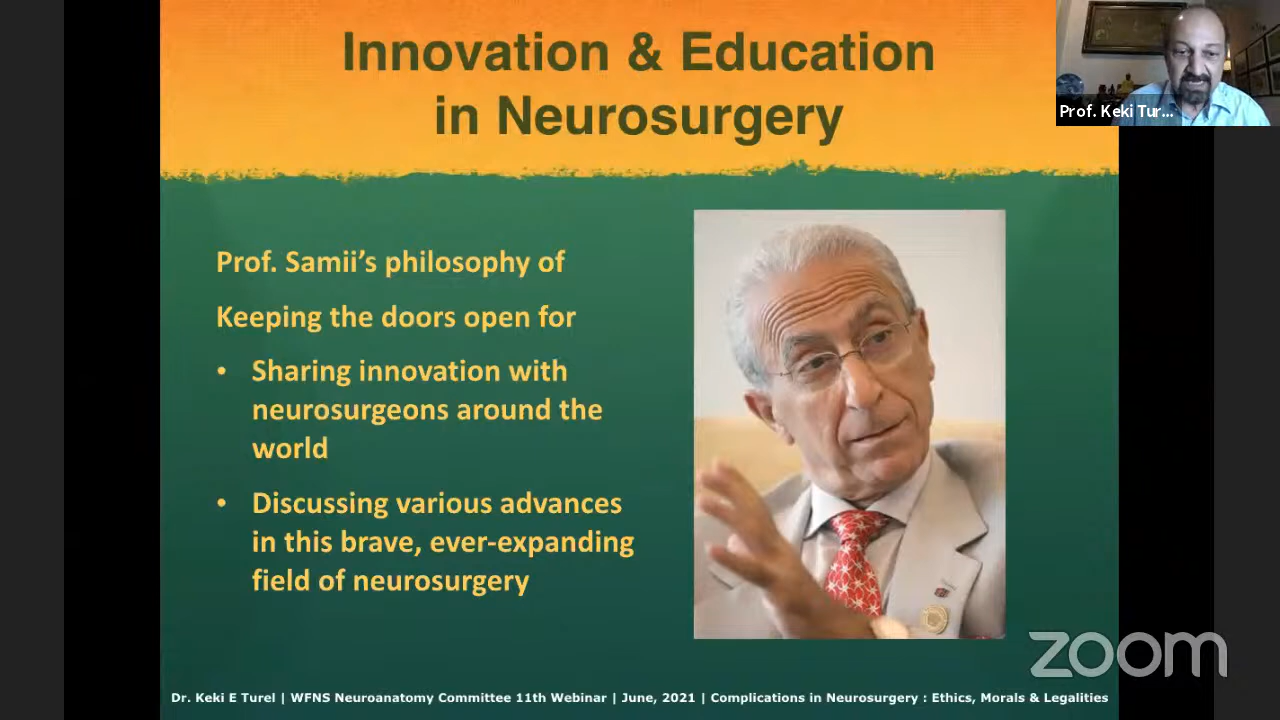 Innovation & Education
in Neurosurgery
Prof. Keki Tur...
Prof. Samii’s philosophy of
Keeping the doors open for
• Sharing innovation with
neurosurgeons around the
world
• Discussing various advances
in this brave, ever-expanding
field of neurosurgery
zoom
Dr. Keki E Turel | WFNS Neuroanatomy Committee 11th Webinar | June, 2021 | Complications in Neurosurgery : Ethics, Morals & Legalities